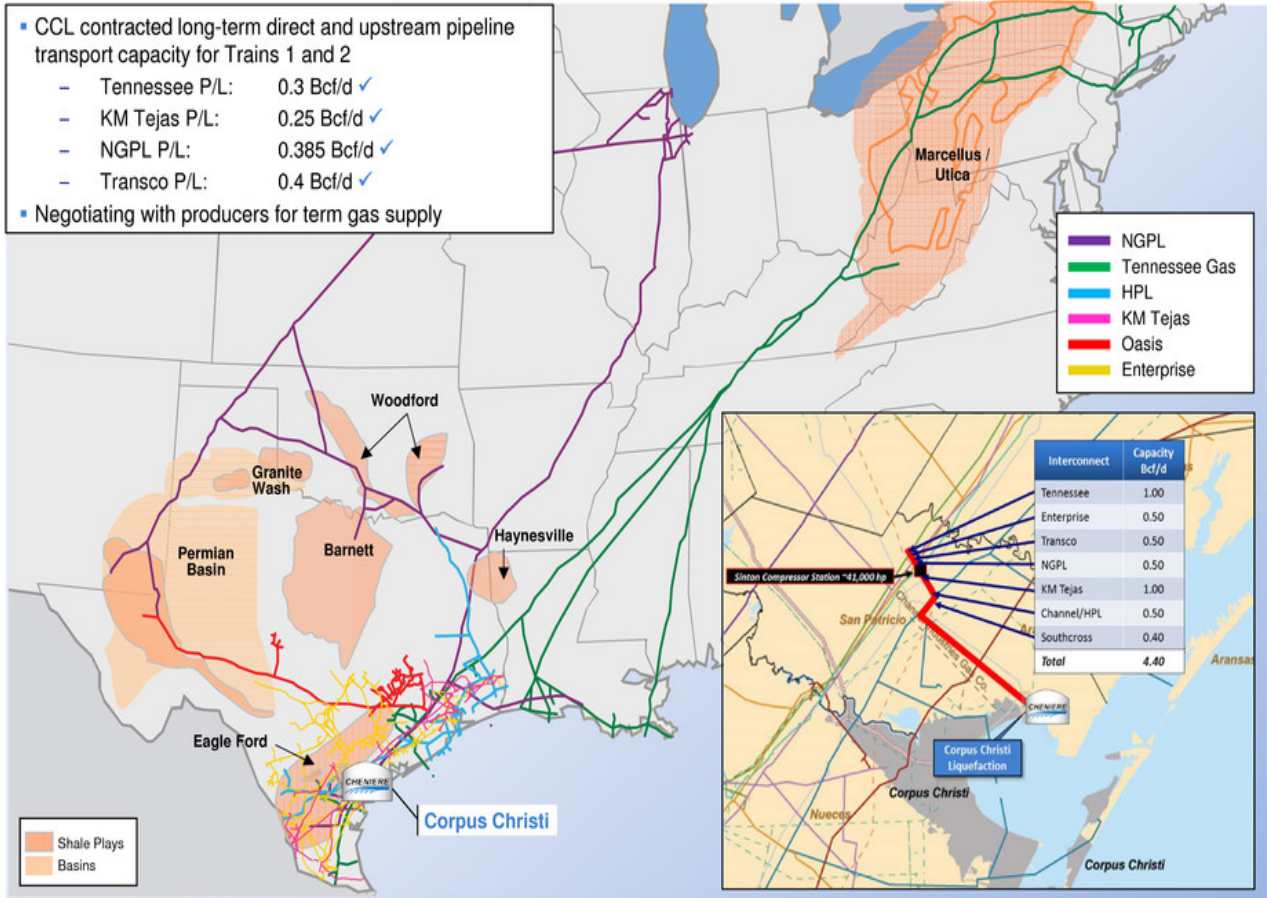 ▪ CCL contracted long-term direct and upstream pipeline
transport capacity for Trains 1 and 2
– Tennessee P/L: 0.3 Bcf/d ✓
– KM Tejas P/L: 0.25 Bcf/d ✓
– NGPL P/L: 0.385 Bcf/d ✓
– Transco P/L: 0.4 Bcf/d ✓
▪ Negotiating with producers for term gas supply
Marcellus /
Utica
NGPL
Tennessee Gas
HPL
KM Tejas
Oasis
Enterprise
Woodford
Granite
Wash
Haynesville
Permian
Basin
Barnett
Eagle Ford
CHENIERE
Corpus Christi
Shale Plays
Basins
Interconnect Capacity
Bcf/d
Tennessee 1.00
Enterprise 0.50
Transco 0.50
NGPL 0.50
KM Tejas 1.00
Channel/HPL 0.50
Southcross 0.40
Total 4.40
Sinton Compressor Station ~41,000 hp
San Patricio
Aransas
CHENIERE
Corpus Christi
Liquefaction
Corpus Christi
Nueces
Corpus Christi